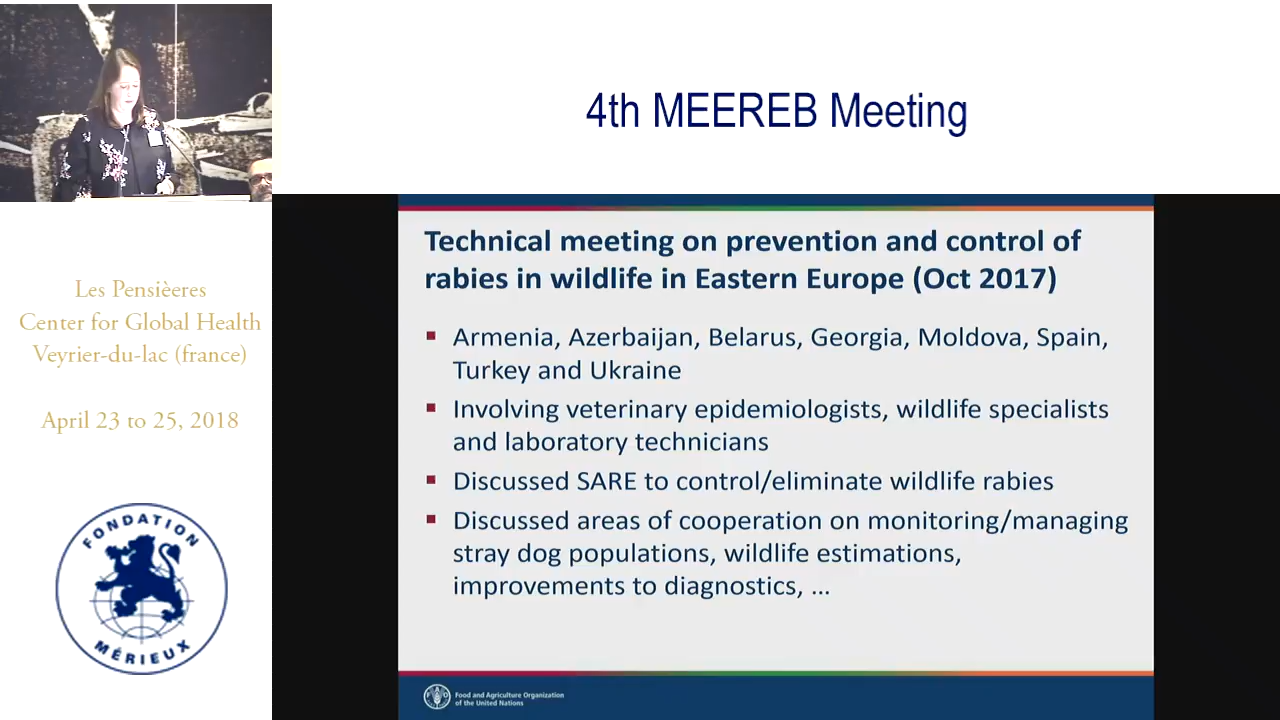 4th MEEREB Meeting
Les Pensièeres
Center for Global Health
Veyrier-du-lac (france)
April 23 to 25, 2018
FONDATION
MÉRIEUX
Technical meeting on prevention and control of
rabies in wildlife in Eastern Europe (Oct 2017)
Armenia, Azerbaijan, Belarus, Georgia, Moldova, Spain,
Turkey and Ukraine
Involving veterinary epidemiologists, wildlife specialists
and laboratory technicians
Discussed SARE to control/eliminate wildlife rabies
Discussed areas of cooperation on monitoring/managing
stray dog populations, wildlife estimations,
improvements to diagnostics, ...
Food and Agriculture Organization
of the United Nations